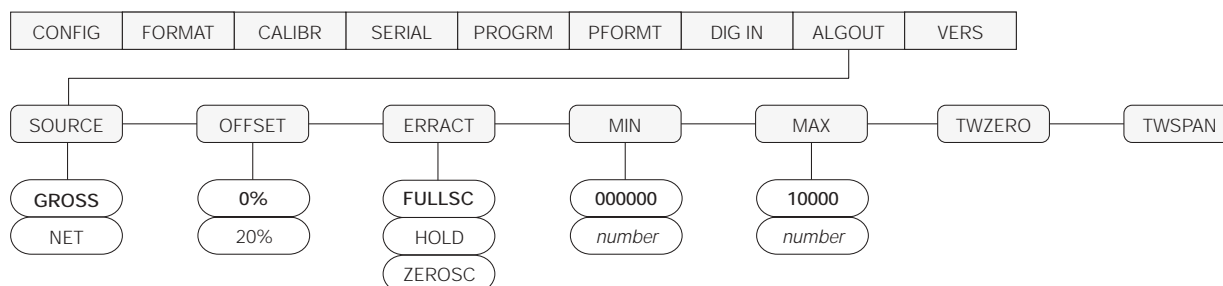 CONFIG FORMAT CALIBR SERIAL PROGRM PFORMT DIG IN ALGOUT VERS
SOURCE OFFSET ERRACT MIN MAX TWZERO TWSPAN
GROSS 0% FULLSC 000000 10000
NET 20% HOLD number number
ZEROSC